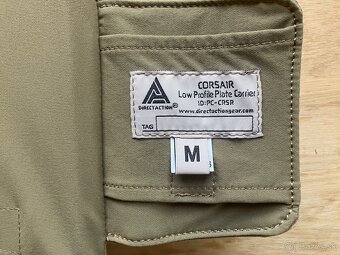 CORSAIR
Low Profile Plate Carrier
ID:PC-CRSR
DIRECTACTION®
www.directactiongear.com
TAG
M